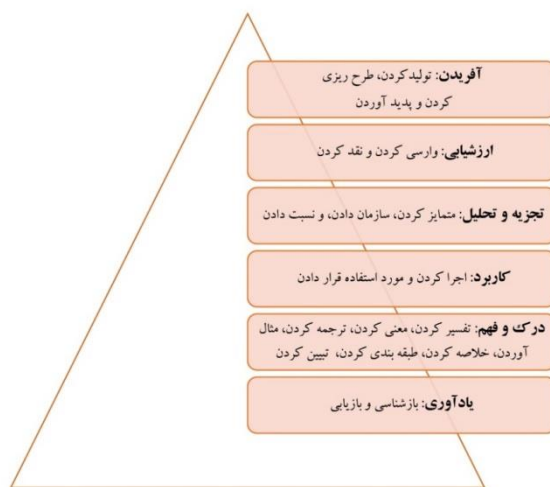 آفریدن: تولیدکردن، طرح ریزی
کردن و پدید آوردن
ارزشیابی: وارسی کردن و نقد کردن
تجزیه و تحلیل: متمایز کردن، سازمان دادن، و نسبت دادن
کاربرد: اجرا کردن و مورد استفاده قرار دادن
درک و فهم: تفسیر کردن، معنی کردن، ترجمه کردن، مثال
آوردن، خلاصه کردن، طبقه بندی کردن، تبیین کردن
یادآوری: بازشناسی و بازیابی